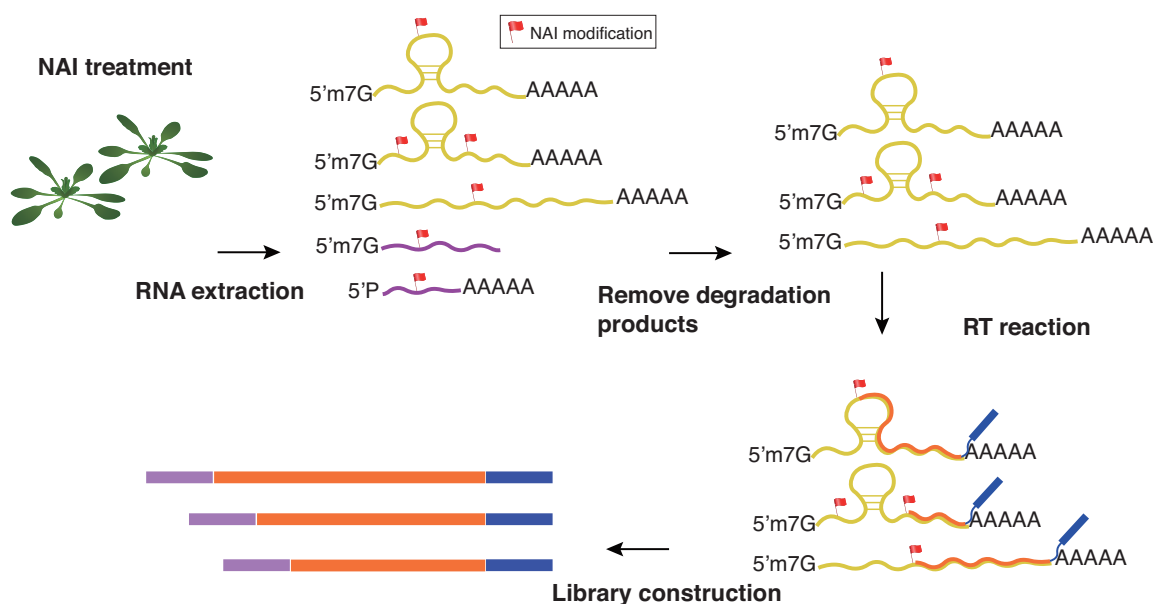 NAI treatment
NAI modification
5'm7G AAAAA
5'm7G AAAAA
5'm7G AAAAA
5'm7G
5'P AAAAA
RNA extraction
Remove degradation
products
5'm7G AAAAA
5'm7G AAAAA
5'm7G AAAAA
RT reaction
5'm7G AAAAA
5'm7G AAAAA
5'm7G AAAAA
Library construction